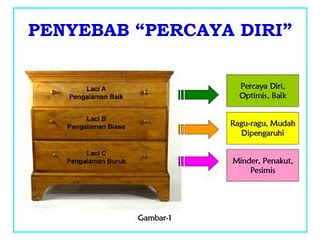 PENYEBAB “PERCAYA DIRI”
Laci A
Pengalaman Baik
Laci B
Pengalaman Biasa
Laci C
Pengalaman Buruk
Percaya Diri,
Optimis, Baik
Ragu-ragu, Mudah
Dipengaruhi
Minder, Penakut,
Pesimis
Gambar-1